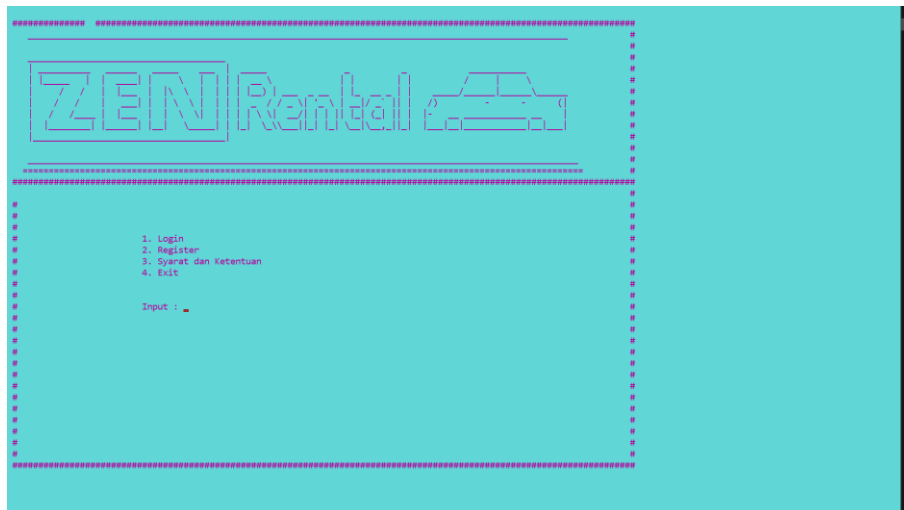 ZEN Rental
1. Login
2. Register
3. Syarat dan Ketentuan
4. Exit
Input :